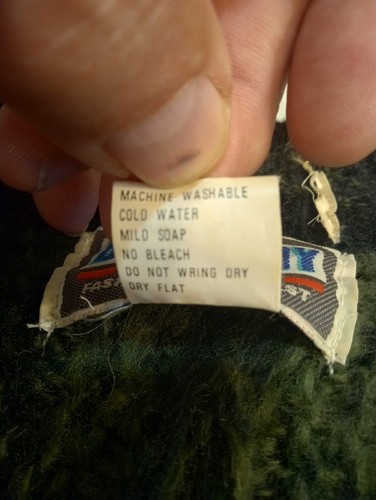 MACHINE WASHABLE
COLD WATER
MILD SOAP
NO BLEACH
DO NOT WRING DRY
DRY FLAT